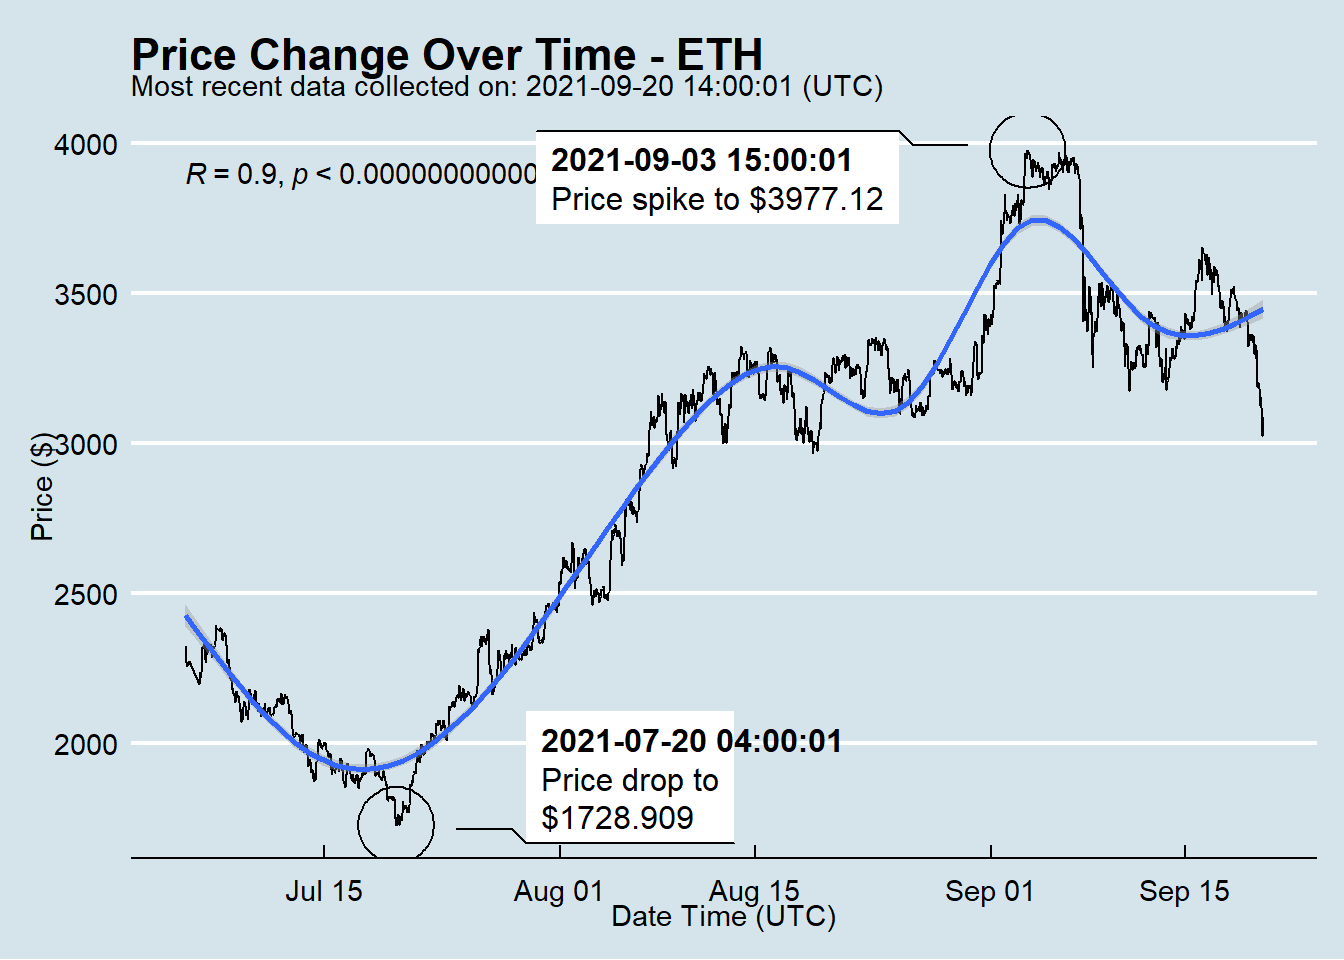 Price Change Over Time - ETH
Most recent data collected on: 2021-09-20 14:00:01 (UTC)
4000
R = 0.9, p < 0.00000000000
2021-09-03 15:00:01
Price spike to $3977.12
3500
3000
Price ($)
2500
2000
2021-07-20 04:00:01
Price drop to
$1728.909
Jul 15
Aug 01
Aug 15
Sep 01
Sep 15
Date Time (UTC)